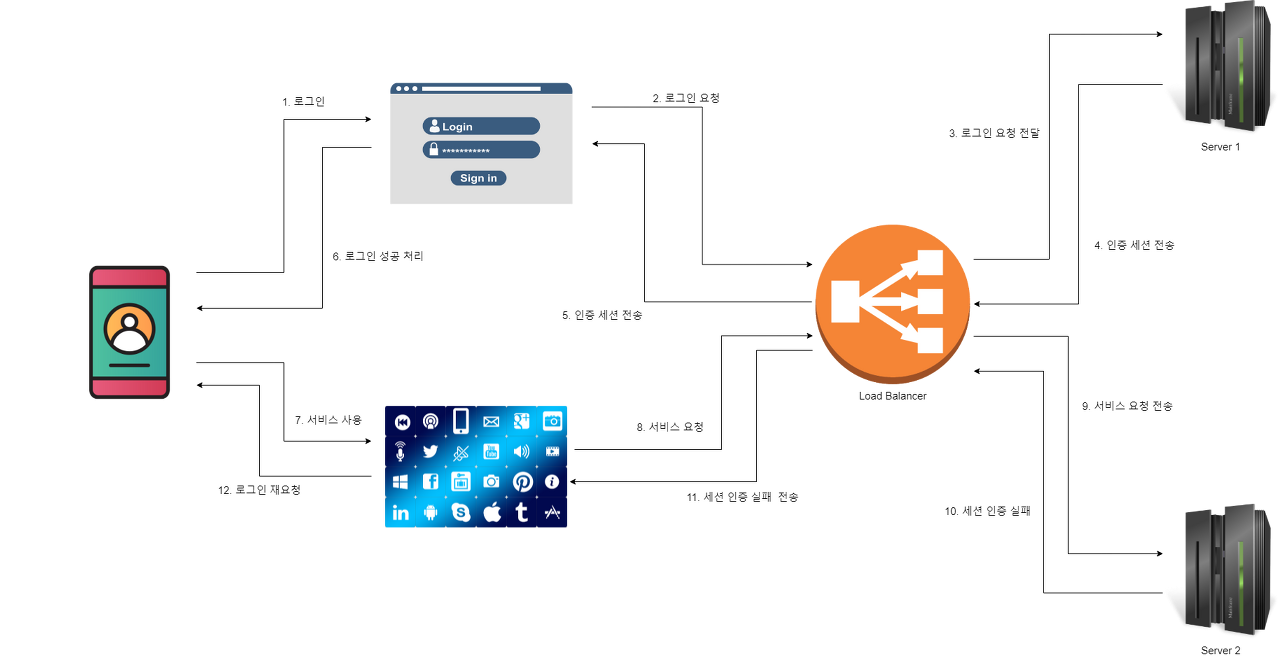 1. 로그인
2. 로그인 요청
3. 로그인 요청 전달
Server 1
Login
***********
Sign in
4. 인증 세션 전송
6. 로그인 성공 처리
5. 인증 세션 전송
Load Balancer
7. 서비스 사용
8. 서비스 요청
9. 서비스 요청 전송
12. 로그인 재요청
11. 세션 인증 실패 전송
10. 세션 인증 실패
Server 2